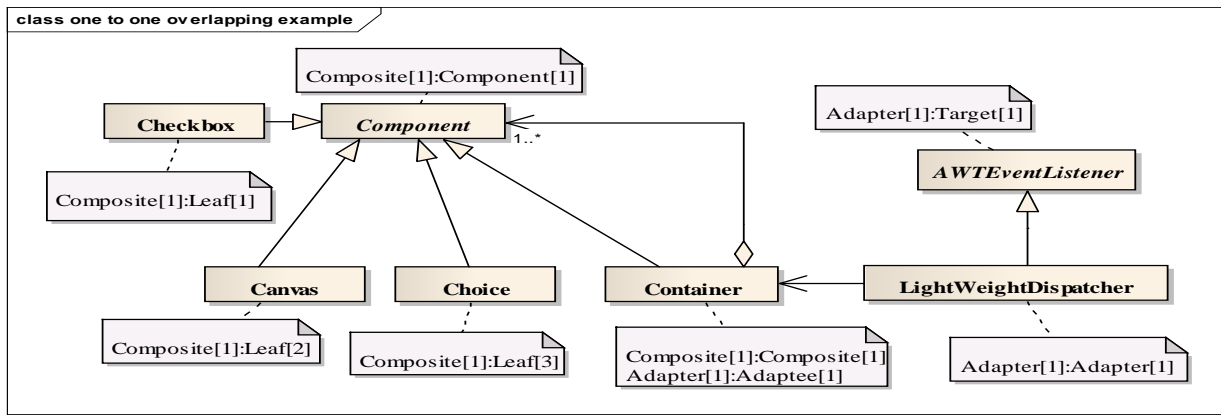 class one to one overlapping example
Composite[1]:Component[1]
Checkbox
Component
1..*
Adapter[1]:Target[1]
AWTEventListener
Composite[1]:Leaf[1]
Canvas
Choice
Container
LightWeightDispatcher
Composite[1]:Leaf[2]
Composite[1]:Leaf[3]
Composite[1]:Composite[1]
Adapter[1]:Adaptee[1]
Adapter[1]:Adapter[1]